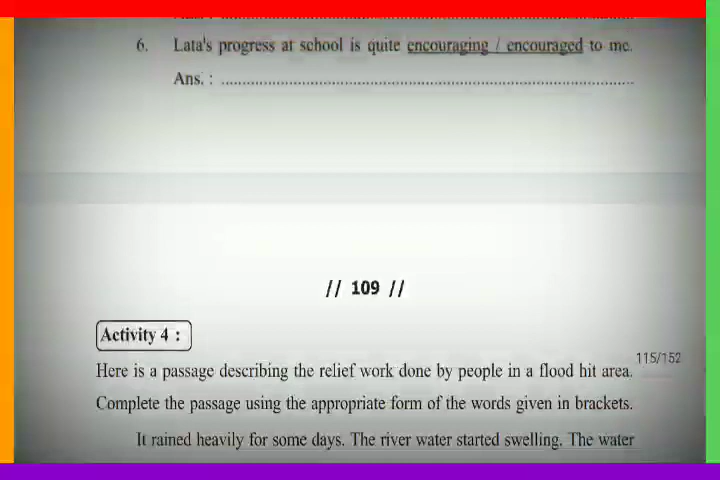 6. Lata's progress at school is quite encouraging / encouraged to me.
Ans. : ....................................................................................................
// 109 //
Activity 4 :
115/152
Here is a passage describing the relief work done by people in a flood hit area.
Complete the passage using the appropriate form of the words given in brackets.
It rained heavily for some days. The river water started swelling. The water